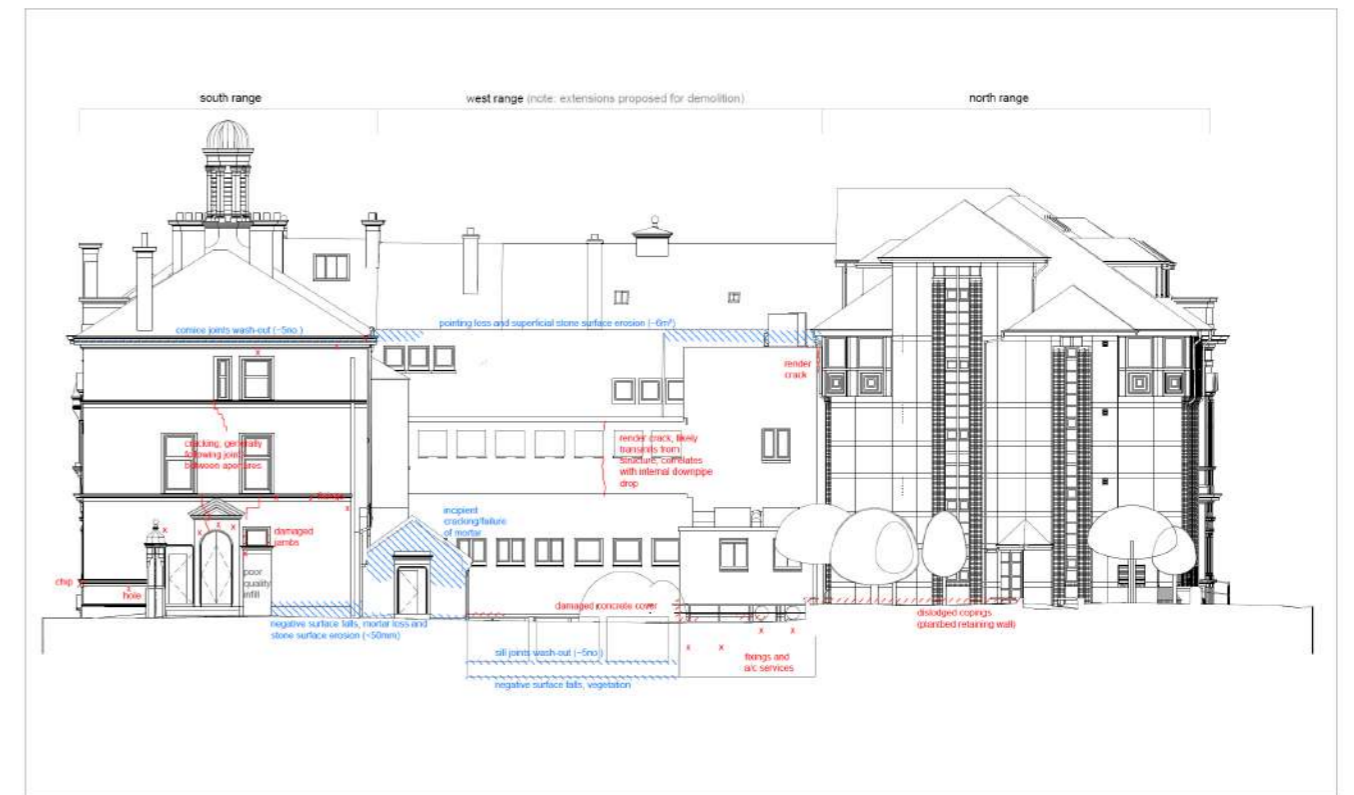 south range
west range (note: extensions proposed for demolition)
north range
cornice joints wash-out (~5no.)
pointing loss and superficial stone surface erosion (~6m²)
render
crack
cracking, generally
following joint
between apertures
render crack, likely
transmits from
structure, correlates
with internal downpipe
drop
fixings
incipient
cracking/failure
of mortar
damaged
jambs
poor
quality
infill
chip
hole
negative surface falls, mortar loss and
stone surface erosion (<50mm)
damaged concrete cover
dislodged copings
(plantbed retaining wall)
sill joints wash-out (~5no.)
fixings and
a/c services
negative surface falls, vegetation